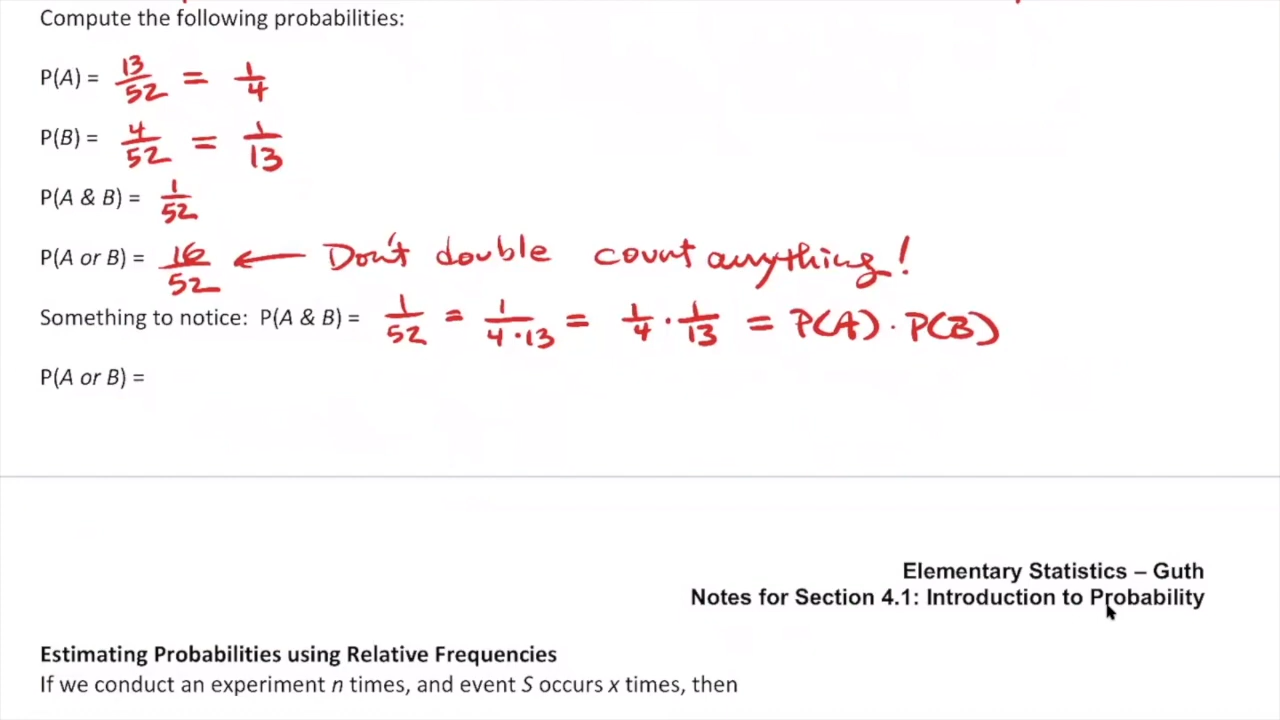 Compute the following probabilities:
P(A) = 13/52 = 1/4
P(B) = 4/52 = 1/13
P(A & B) = 1/52
P(A or B) = 16/52 ← Don't double count anything!
Something to notice: P(A & B) = 1/52 = 1/4·13 = 1/4 · 1/13 = P(A) · P(B)
P(A or B) =
Elementary Statistics – Guth
Notes for Section 4.1: Introduction to Probability
Estimating Probabilities using Relative Frequencies
If we conduct an experiment n times, and event S occurs x times, then